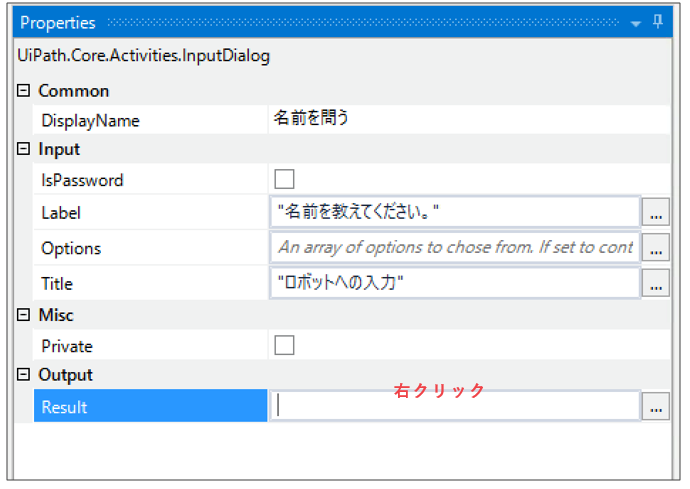 Properties
UiPath.Core.Activities.InputDialog
Common
DisplayName 名前を問う
Input
IsPassword
Label "名前を教えてください。" ...
Options An array of options to chose from. If set to cont ...
Title "ロボットへの入力" ...
Misc
Private
Output
右クリック
Result ...